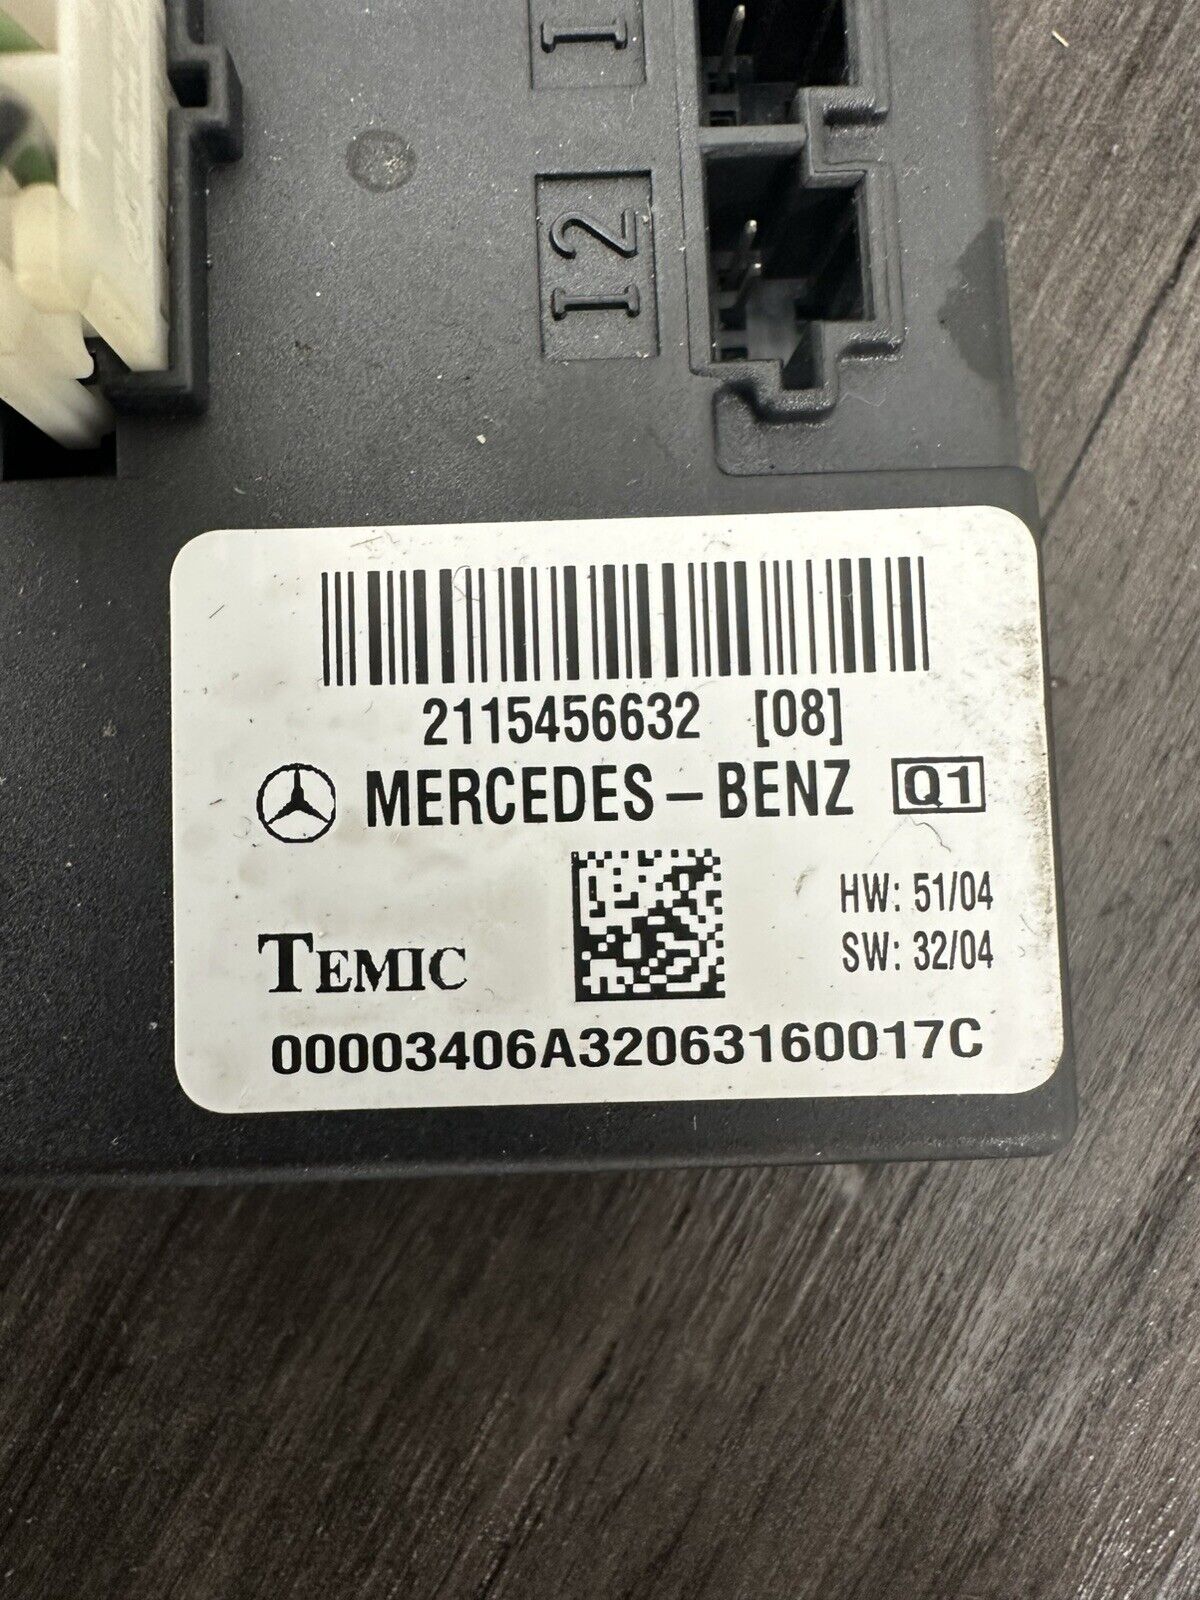 I
I2
2115456632 [08]
MERCEDES-BENZ Q1
HW: 51/04
SW: 32/04
TEMIC
00003406A32063160017C